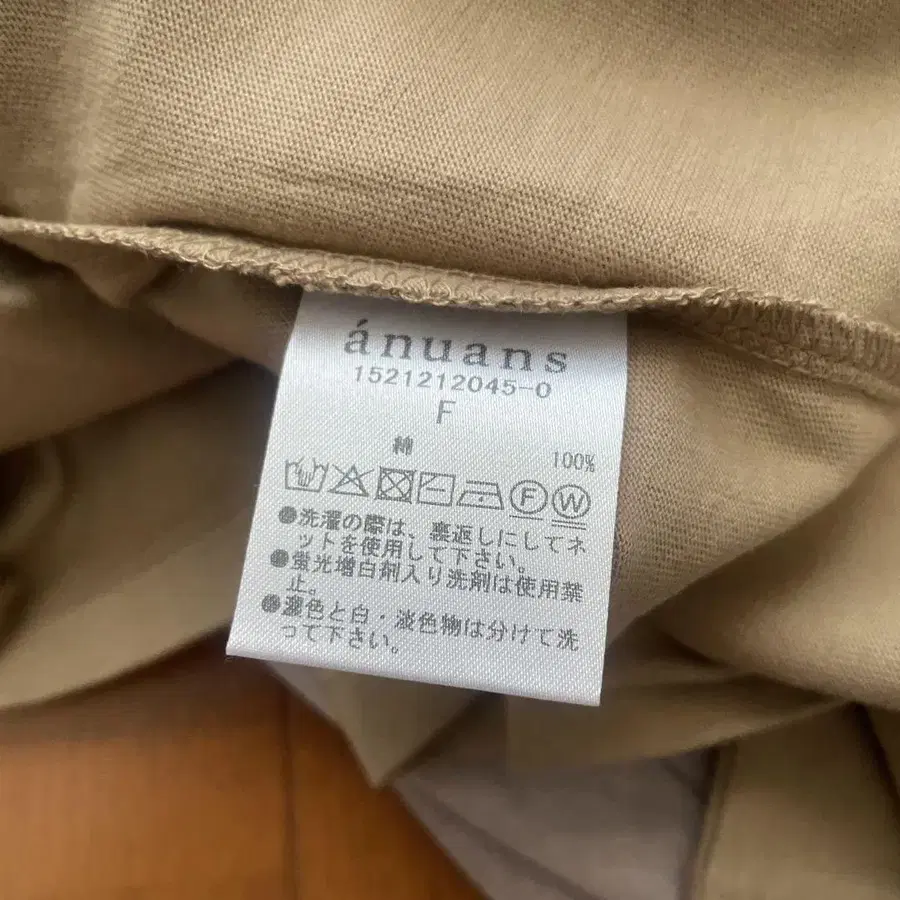 ánuans
1521212045-0
F
綿 100%
F W
●洗濯の際は、裏返しにしてネ
ットを使用して下さい。
●蛍光増白剤入り洗剤は使用禁
止。
●濃色と白・淡色物は分けて洗
って下さい。